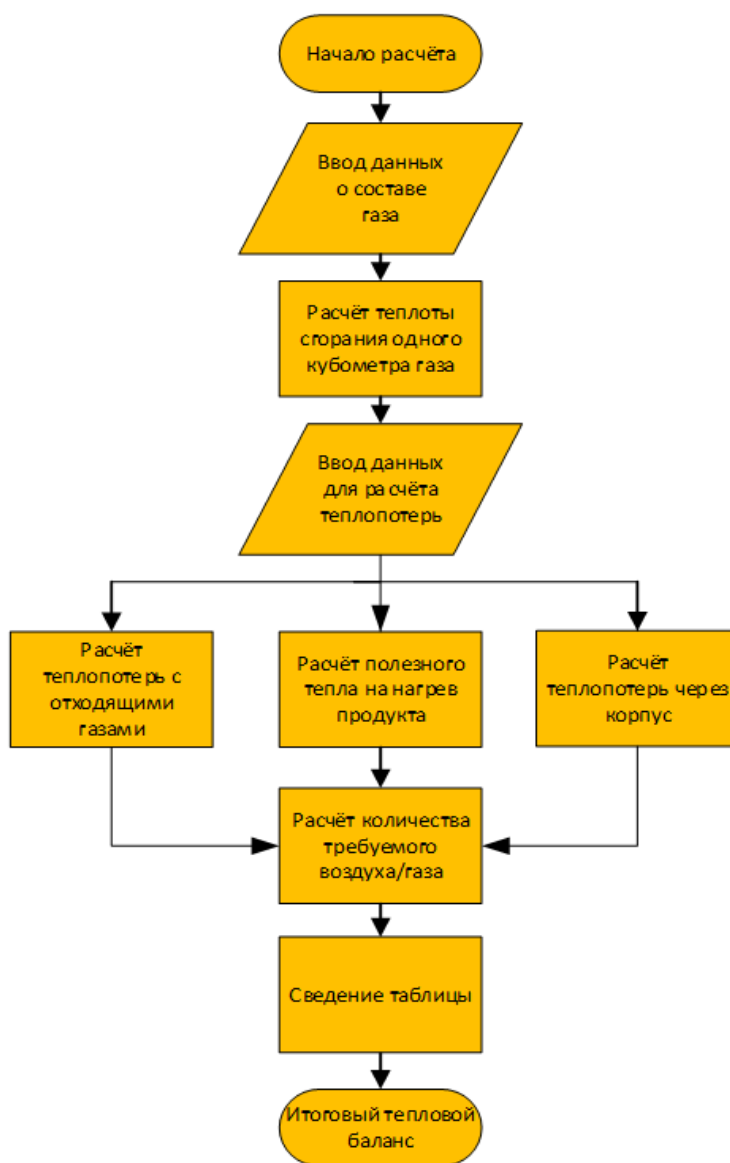 Начало расчёта
Ввод данных
о составе
газа
Расчёт теплоты
сгорания одного
кубометра газа
Ввод данных
для расчёта
теплопотерь
Расчёт
теплопотерь с
отходящими
газами
Расчёт полезного
тепла на нагрев
продукта
Расчёт
теплопотерь через
корпус
Расчёт количества
требуемого
воздуха/газа
Сведение таблицы
Итоговый тепловой
баланс